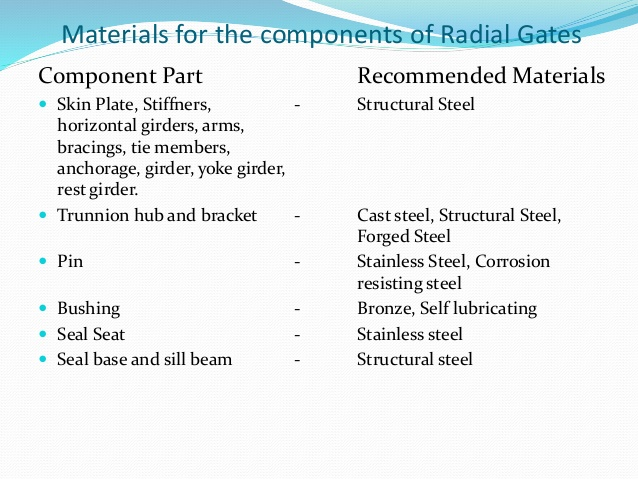 Materials for the components of Radial Gates
Component Part Recommended Materials
• Skin Plate, Stiffners, - Structural Steel
horizontal girders, arms,
bracings, tie members,
anchorage, girder, yoke girder,
rest girder.
• Trunnion hub and bracket - Cast steel, Structural Steel,
Forged Steel
• Pin - Stainless Steel, Corrosion
resisting steel
• Bushing - Bronze, Self lubricating
• Seal Seat - Stainless steel
• Seal base and sill beam - Structural steel